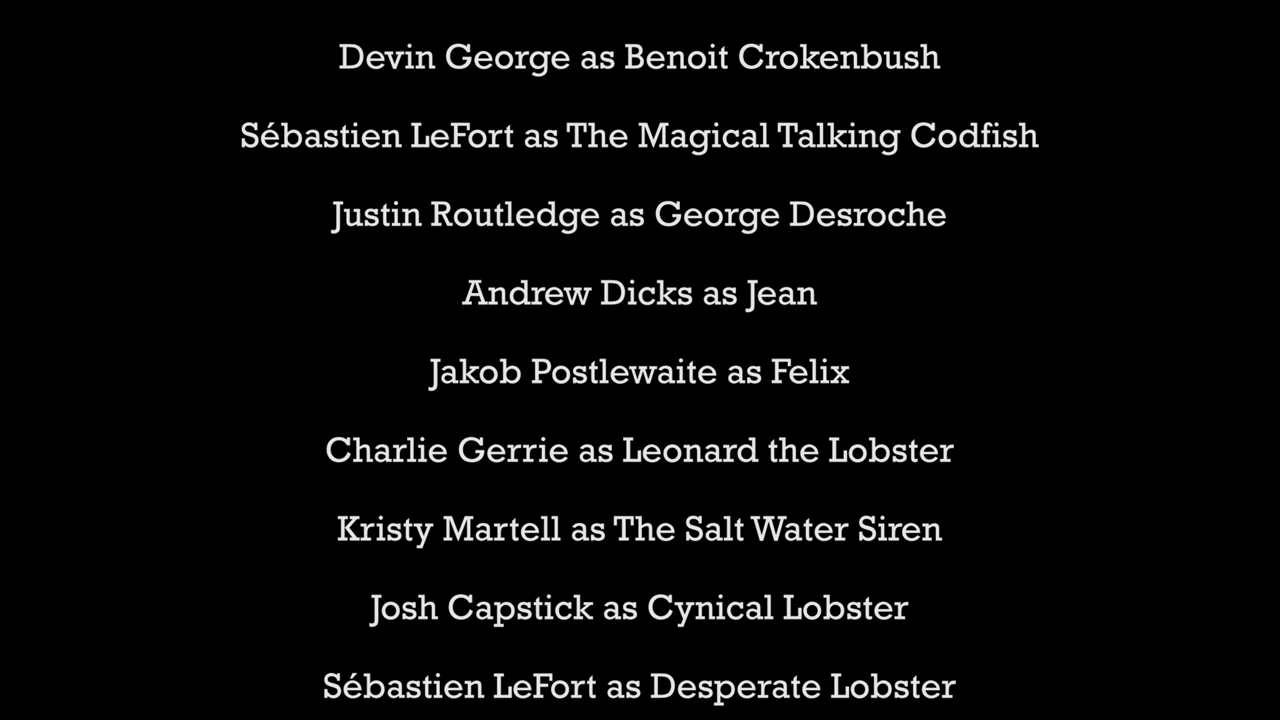 Devin George as Benoit Crokenbush
Sébastien LeFort as The Magical Talking Codfish
Justin Routledge as George Desroche
Andrew Dicks as Jean
Jakob Postlewaite as Felix
Charlie Gerrie as Leonard the Lobster
Kristy Martell as The Salt Water Siren
Josh Capstick as Cynical Lobster
Sébastien LeFort as Desperate Lobster